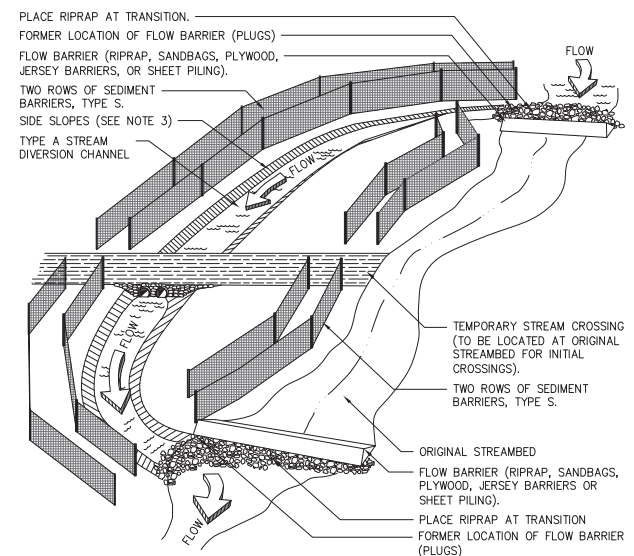 PLACE RIPRAP AT TRANSITION.
FORMER LOCATION OF FLOW BARRIER (PLUGS)
FLOW BARRIER (RIPRAP, SANDBAGS, PLYWOOD,
JERSEY BARRIERS, OR SHEET PILING).
TWO ROWS OF SEDIMENT
BARRIERS, TYPE S.
SIDE SLOPES (SEE NOTE 3)
TYPE A STREAM
DIVERSION CHANNEL
FLOW
FLOW
FLOW
TEMPORARY STREAM CROSSING
(TO BE LOCATED AT ORIGINAL
STREAMBED FOR INITIAL
CROSSINGS).
TWO ROWS OF SEDIMENT
BARRIERS, TYPE S.
ORIGINAL STREAMBED
FLOW BARRIER (RIPRAP, SANDBAGS,
PLYWOOD, JERSEY BARRIERS OR
SHEET PILING).
PLACE RIPRAP AT TRANSITION
FORMER LOCATION OF FLOW BARRIER
(PLUGS)
FLOW